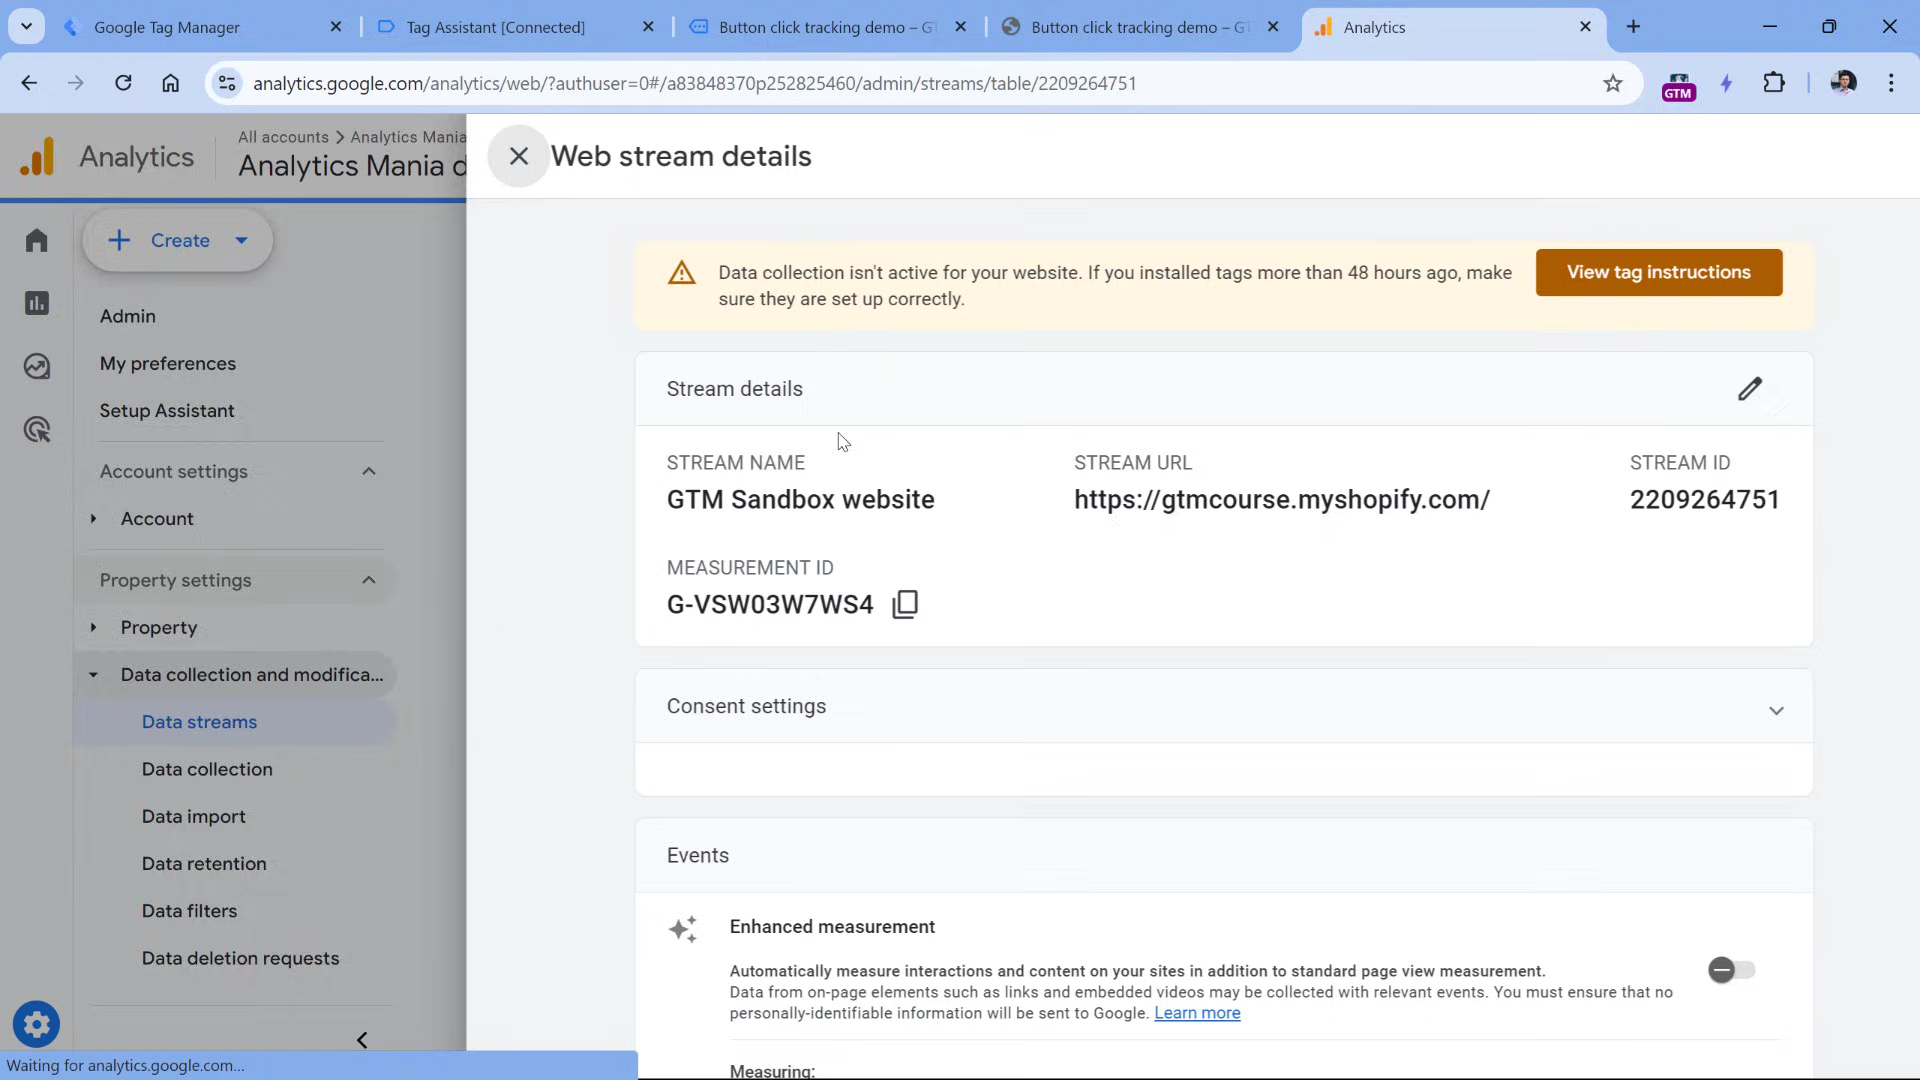 Google Tag Manager
Tag Assistant [Connected]
Button click tracking demo – GT
Button click tracking demo – GT
Analytics
analytics.google.com/analytics/web/?authuser=0#/a83848370p252825460/admin/streams/table/2209264751
GTM
Analytics
All accounts > Analytics Mania
Analytics Mania d
Web stream details
Create
Admin
My preferences
Setup Assistant
Account settings
Account
Property settings
Property
Data collection and modifica...
Data streams
Data collection
Data import
Data retention
Data filters
Data deletion requests
Data collection isn't active for your website. If you installed tags more than 48 hours ago, make
sure they are set up correctly.
View tag instructions
Stream details
STREAM NAME
GTM Sandbox website
STREAM URL
https://gtmcourse.myshopify.com/
STREAM ID
2209264751
MEASUREMENT ID
G-VSW03W7WS4
Consent settings
Events
Enhanced measurement
Automatically measure interactions and content on your sites in addition to standard page view measurement.
Data from on-page elements such as links and embedded videos may be collected with relevant events. You must ensure that no
personally-identifiable information will be sent to Google. Learn more
Measuring:
Waiting for analytics.google.com...